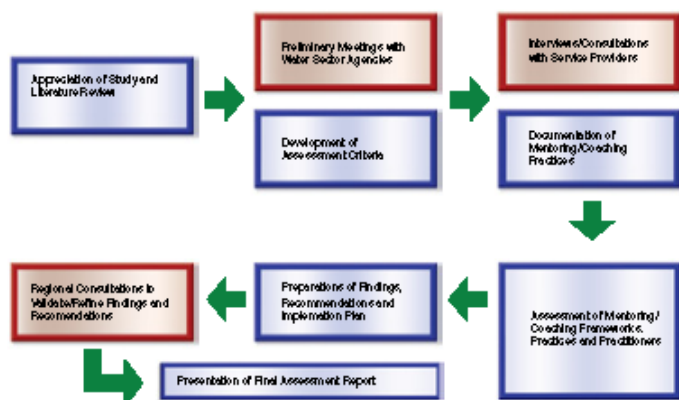 Appreciation of Study and
Literature Review
Preliminary Meetings with
Water Sector Agencies
Development of
Assessment Criteria
Interviews/Consultations
with Service Providers
Documentation of
Mentoring/Coaching
Practices
Regional Consultations to
Validate/Refine Findings and
Recomendations
Preparations of Findings,
Recommendations and
Implemation Plan
Assessment of Mentoring/
Coaching Frameworks,
Practices and Practitioners
Presentation of Final Assessment Report